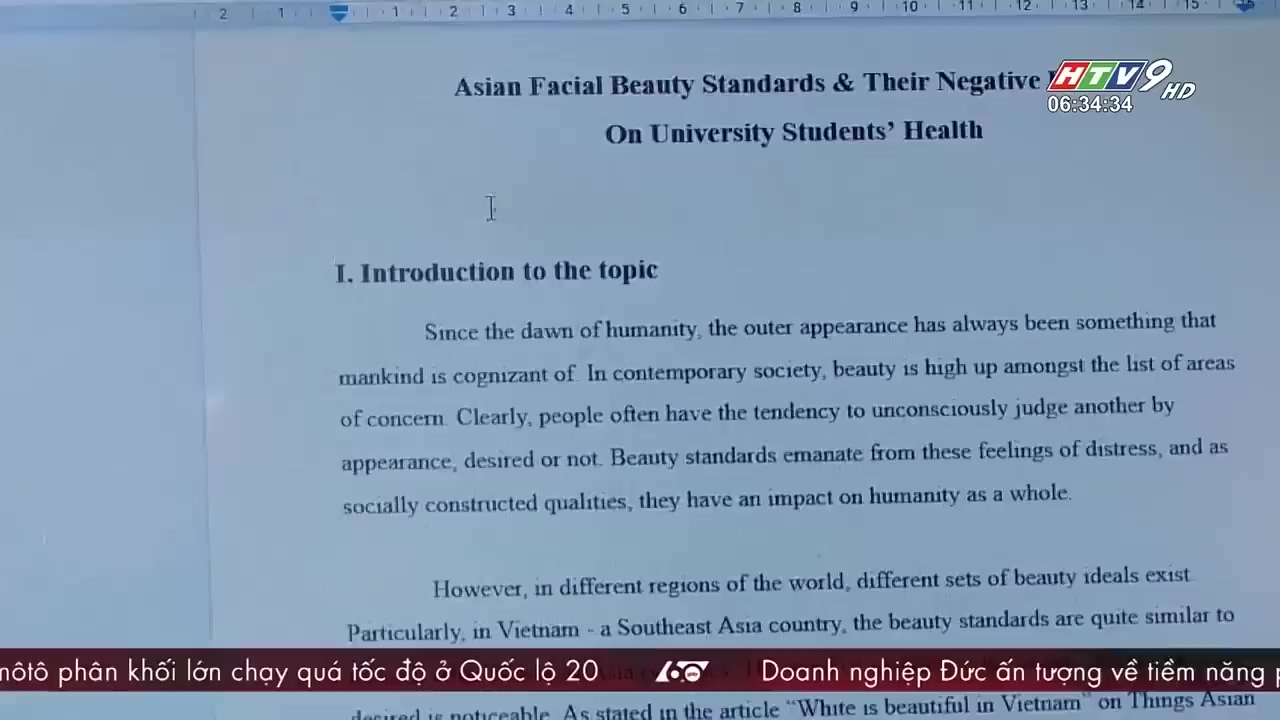 2 1 1 2 3 4 5 6 7 8 9 10 11 12 13 14 15
Asian Facial Beauty Standards & Their Negative
HTV9 HD
06:34:34
On University Students' Health
I. Introduction to the topic
Since the dawn of humanity, the outer appearance has always been something that
mankind is cognizant of. In contemporary society, beauty is high up amongst the list of areas
of concern. Clearly, people often have the tendency to unconsciously judge another by
appearance, desired or not. Beauty standards emanate from these feelings of distress, and as
socially constructed qualities, they have an impact on humanity as a whole.
However, in different regions of the world, different sets of beauty ideals exist.
Particularly, in Vietnam - a Southeast Asia country, the beauty standards are quite similar to
môtô phân khối lớn chạy quá tốc độ ở Quốc lộ 20 60 Doanh nghiệp Đức ấn tượng về tiềm năng
desired is noticeable. As stated in the article "White is beautiful in Vietnam" on Things Asian